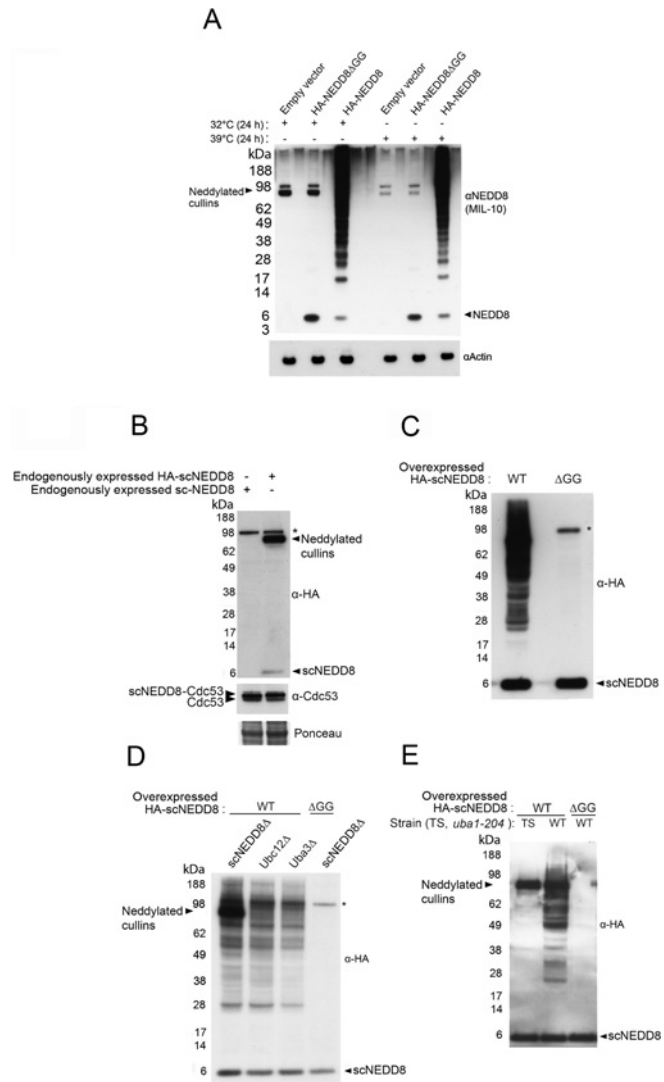 A
Empty vector
HA-NEDD8ΔGG
HA-NEDD8
Empty vector
HA-NEDD8ΔGG
HA-NEDD8
32°C (24 h) : + + + - - -
39°C (24 h) : - - - + + +
kDa
188
98
62
49
38
28
17
14
6
3
Neddylated
cullins
αNEDD8
(MIL-10)
NEDD8
αActin
B
Endogenously expressed HA-scNEDD8 - +
Endogenously expressed sc-NEDD8 + -
kDa
188
98
62
49
38
28
17
14
6
*
Neddylated
cullins
α-HA
scNEDD8
scNEDD8-Cdc53
Cdc53
α-Cdc53
Ponceau
C
Overexpressed
HA-scNEDD8 : WT ΔGG
kDa
188
98
62
49
38
28
17
14
6
*
α-HA
scNEDD8
D
Overexpressed
HA-scNEDD8 : WT ΔGG
scNEDD8Δ
Ubc12Δ
Uba3Δ
scNEDD8Δ
kDa
188
98
62
49
38
28
17
14
6
Neddylated
cullins
*
α-HA
scNEDD8
E
Overexpressed
HA-scNEDD8 : WT ΔGG
Strain (TS, uba1-204 ) : TS WT WT
kDa
188
98
62
49
38
28
17
14
6
Neddylated
cullins
α-HA
scNEDD8